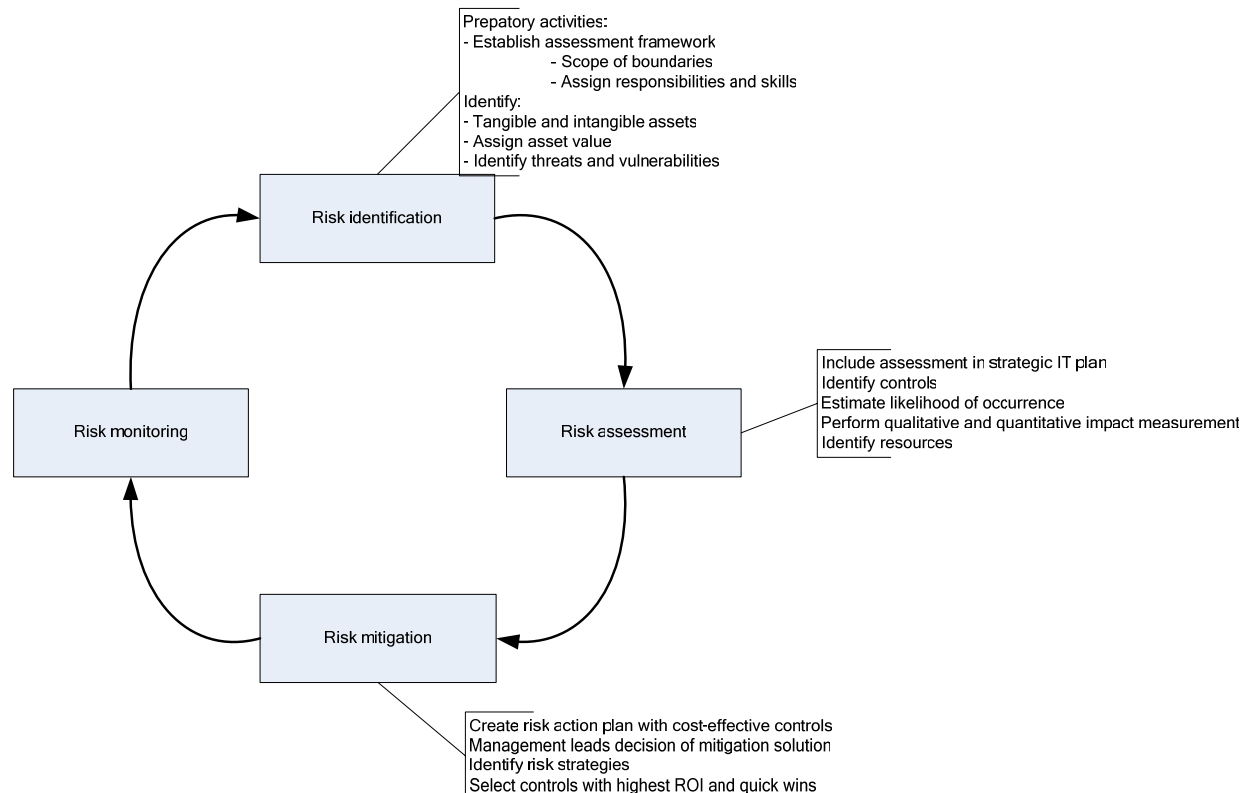 Prepatory activities:
- Establish assessment framework
- Scope of boundaries
- Assign responsibilities and skills
Identify:
- Tangible and intangible assets
- Assign asset value
- Identify threats and vulnerabilities
Risk identification
Risk monitoring
Risk assessment
Include assessment in strategic IT plan
Identify controls
Estimate likelihood of occurrence
Perform qualitative and quantitative impact measurement
Identify resources
Risk mitigation
Create risk action plan with cost-effective controls
Management leads decision of mitigation solution
Identify risk strategies
Select controls with highest ROI and quick wins